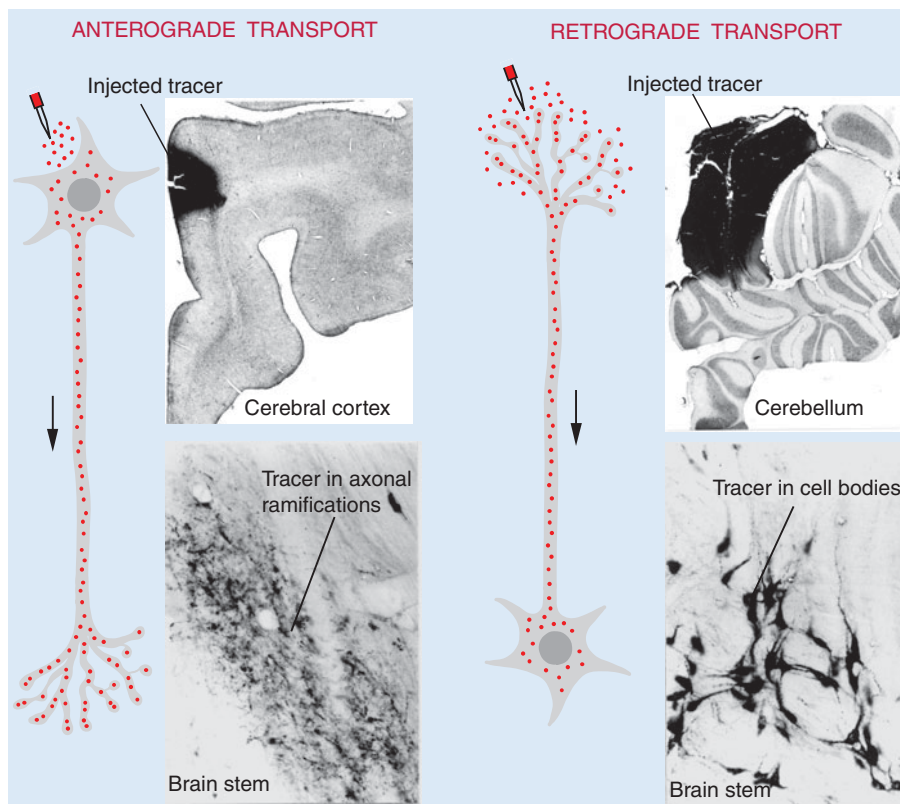 ANTEROGRADE TRANSPORT
Injected tracer
Cerebral cortex
Tracer in axonal
ramifications
Brain stem
RETROGRADE TRANSPORT
Injected tracer
Cerebellum
Tracer in cell bodies
Brain stem